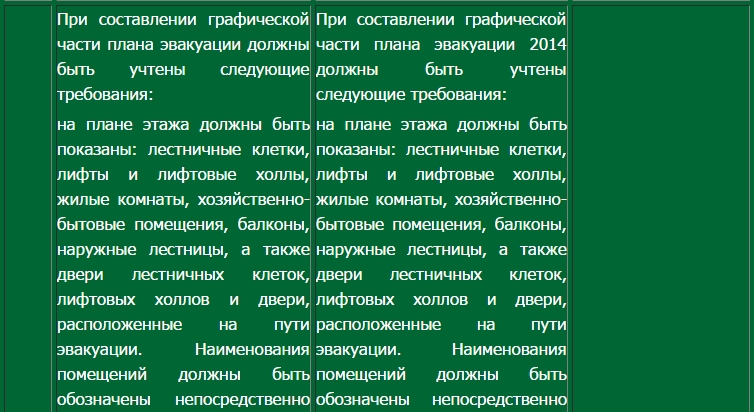 При составлении графической
части плана эвакуации должны
быть учтены следующие
требования:
на плане этажа должны быть
показаны: лестничные клетки,
лифты и лифтовые холлы,
жилые комнаты, хозяйственно-
бытовые помещения, балконы,
наружные лестницы, а также
двери лестничных клеток,
лифтовых холлов и двери,
расположенные на пути
эвакуации. Наименования
помещений должны быть
обозначены непосредственно
При составлении графической
части плана эвакуации 2014
должны быть учтены
следующие требования:
на плане этажа должны быть
показаны: лестничные клетки,
лифты и лифтовые холлы,
жилые комнаты, хозяйственно-
бытовые помещения, балконы,
наружные лестницы, а также
двери лестничных клеток,
лифтовых холлов и двери,
расположенные на пути
эвакуации. Наименования
помещений должны быть
обозначены непосредственно